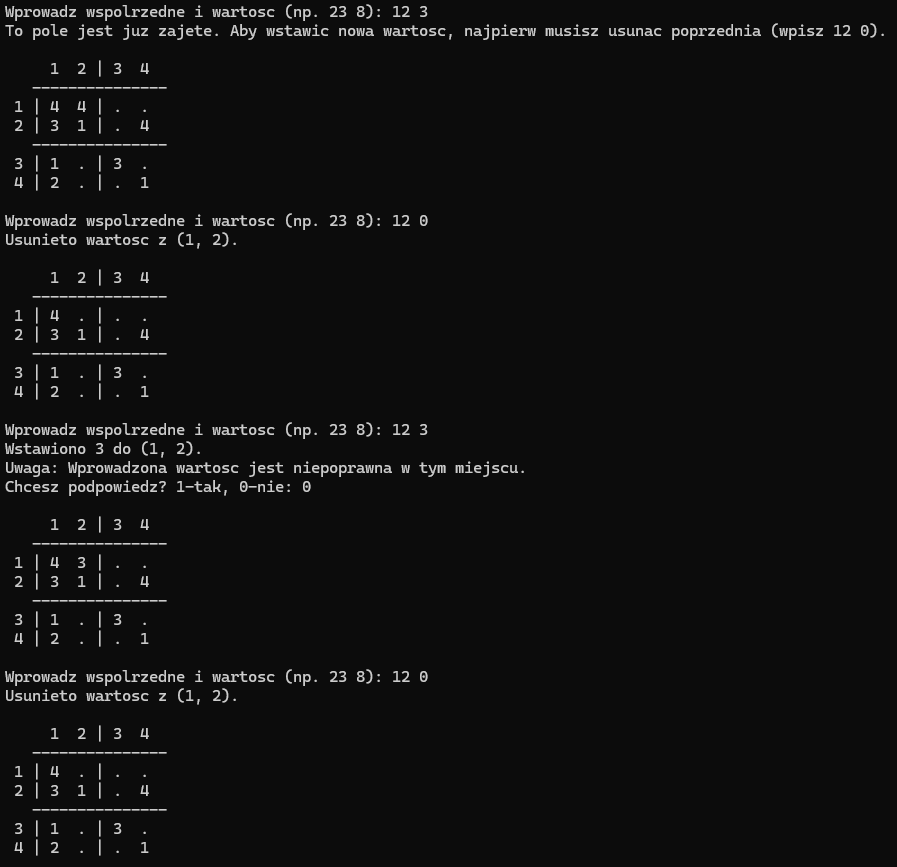 Wprowadz wspolrzedne i wartosc (np. 23 8): 12 3
To pole jest juz zajete. Aby wstawic nowa wartosc, najpierw musisz usunac poprzednia (wpisz 12 0).
     1  2 | 3  4
   ---------------
 1 | 4  4 | .  .
 2 | 3  1 | .  4
   ---------------
 3 | 1  . | 3  .
 4 | 2  . | .  1
Wprowadz wspolrzedne i wartosc (np. 23 8): 12 0
Usunieto wartosc z (1, 2).
     1  2 | 3  4
   ---------------
 1 | 4  . | .  .
 2 | 3  1 | .  4
   ---------------
 3 | 1  . | 3  .
 4 | 2  . | .  1
Wprowadz wspolrzedne i wartosc (np. 23 8): 12 3
Wstawiono 3 do (1, 2).
Uwaga: Wprowadzona wartosc jest niepoprawna w tym miejscu.
Chcesz podpowiedz? 1-tak, 0-nie: 0
     1  2 | 3  4
   ---------------
 1 | 4  3 | .  .
 2 | 3  1 | .  4
   ---------------
 3 | 1  . | 3  .
 4 | 2  . | .  1
Wprowadz wspolrzedne i wartosc (np. 23 8): 12 0
Usunieto wartosc z (1, 2).
     1  2 | 3  4
   ---------------
 1 | 4  . | .  .
 2 | 3  1 | .  4
   ---------------
 3 | 1  . | 3  .
 4 | 2  . | .  1